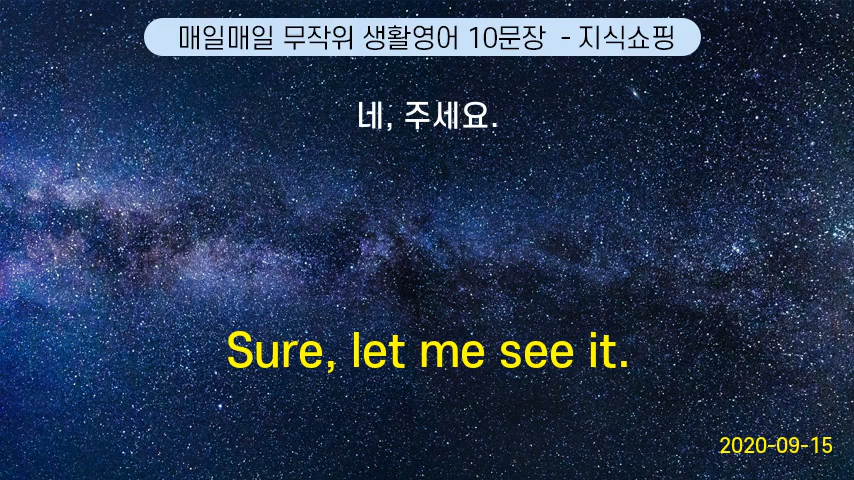 매일매일 무작위 생활영어 10문장 - 지식쇼핑
네, 주세요.
Sure, let me see it.
2020-09-15